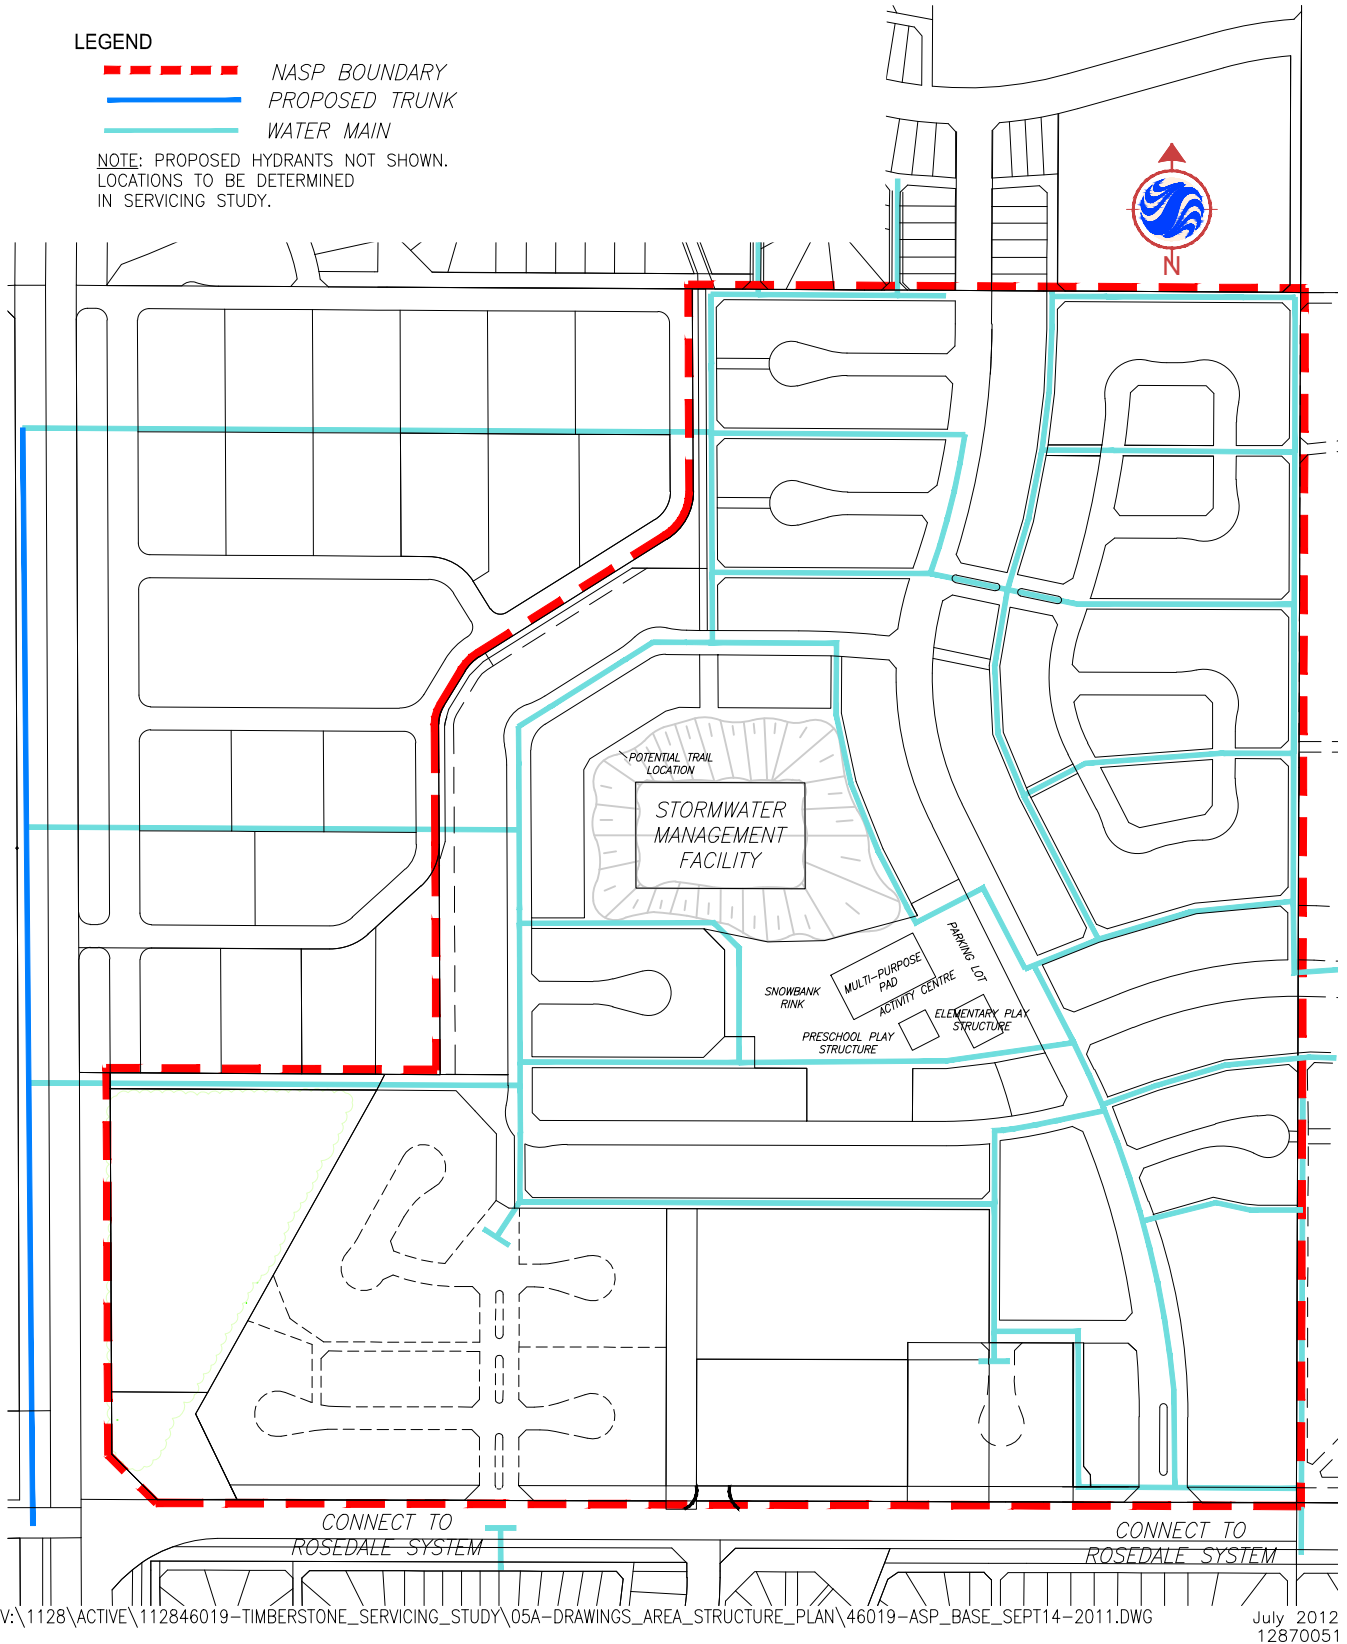 LEGEND
NASP BOUNDARY
PROPOSED TRUNK
WATER MAIN
NOTE: PROPOSED HYDRANTS NOT SHOWN.
LOCATIONS TO BE DETERMINED
IN SERVICING STUDY.
N
POTENTIAL TRAIL
LOCATION
STORMWATER
MANAGEMENT
FACILITY
PARKING LOT
MULTI-PURPOSE
PAD
ACTIVITY CENTRE
SNOWBANK
RINK
ELEMENTARY PLAY
STRUCTURE
PRESCHOOL PLAY
STRUCTURE
CONNECT TO
ROSEDALE SYSTEM
CONNECT TO
ROSEDALE SYSTEM
V:\1128\ACTIVE\112846019-TIMBERSTONE_SERVICING_STUDY\05A-DRAWINGS_AREA_STRUCTURE_PLAN\46019-ASP_BASE_SEPT14-2011.DWG
July 2012
12870051